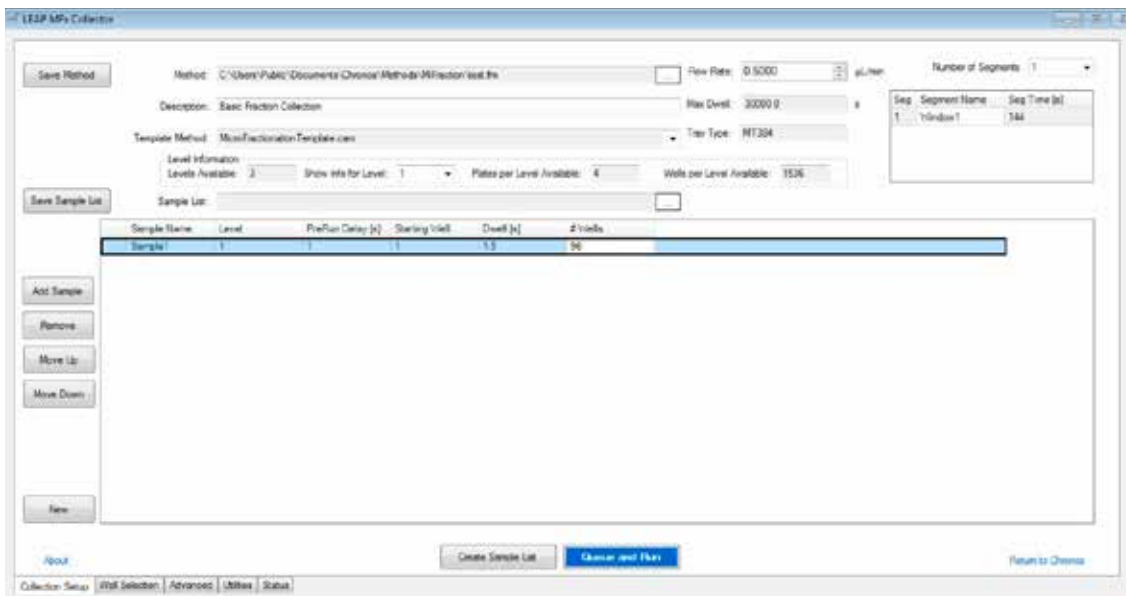 LEAP MFx Collector
Save Method
Method: C:\Users\Public\Documents\Chronos\Methods\MFraction\test.fm
...
Flow Rate: 0.5000 µL/min
Number of Segments: 1
Description: Basic Fraction Collection
Max Dwell: 30000.0 s
Seg Segment Name Seg Time [s]
1 Window1 144
Template Method: MicroFractionationTemplate.cam
Tray Type: MT384
Level Information
Levels Available: 3 Show Info for Level: 1 Plates per Level Available: 4 Wells per Level Available: 1536
Save Sample List
Sample List:
...
Sample Name Level PreRun Delay [s] Starting Well Dwell [s] # Wells
Sample1 1 1 1 1.5 96
Add Sample
Remove
Move Up
Move Down
New
About
Create Sample List
Queue and Run
Return to Chronos
Collection Setup Well Selection Advanced Utilities Status